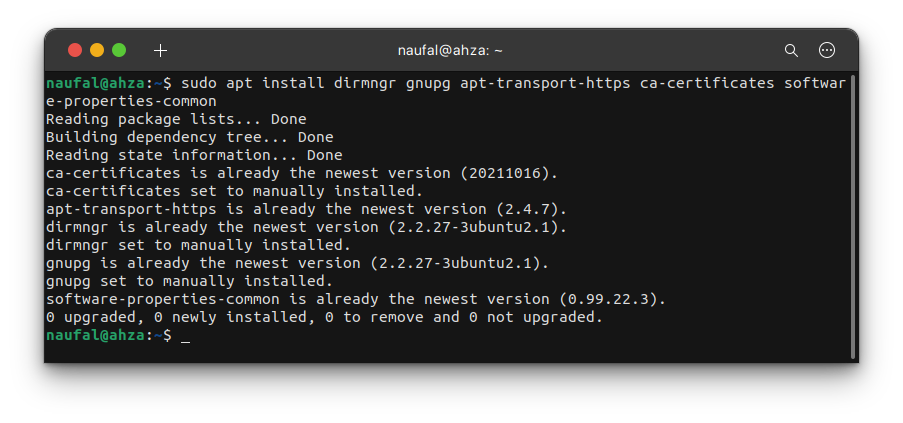 naufal@ahza: ~
naufal@ahza:~$ sudo apt install dirmngr gnupg apt-transport-https ca-certificates softwar
e-properties-common
Reading package lists... Done
Building dependency tree... Done
Reading state information... Done
ca-certificates is already the newest version (20211016).
ca-certificates set to manually installed.
apt-transport-https is already the newest version (2.4.7).
dirmngr is already the newest version (2.2.27-3ubuntu2.1).
dirmngr set to manually installed.
gnupg is already the newest version (2.2.27-3ubuntu2.1).
gnupg set to manually installed.
software-properties-common is already the newest version (0.99.22.3).
0 upgraded, 0 newly installed, 0 to remove and 0 not upgraded.
naufal@ahza:~$ _